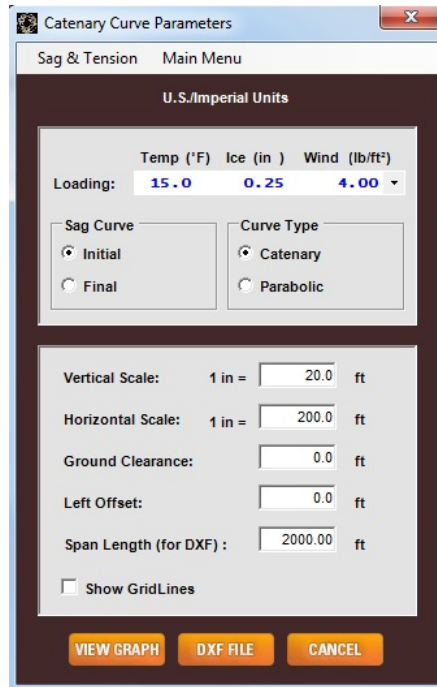 Catenary Curve Parameters
Sag & Tension Main Menu
U.S./Imperial Units
Temp (°F) Ice (in ) Wind (lb/ft²)
Loading: 15.0 0.25 4.00
Sag Curve
Initial
Final
Curve Type
Catenary
Parabolic
Vertical Scale: 1 in = 20.0 ft
Horizontal Scale: 1 in = 200.0 ft
Ground Clearance: 0.0 ft
Left Offset: 0.0 ft
Span Length (for DXF) : 2000.00 ft
Show GridLines
VIEW GRAPH DXF FILE CANCEL